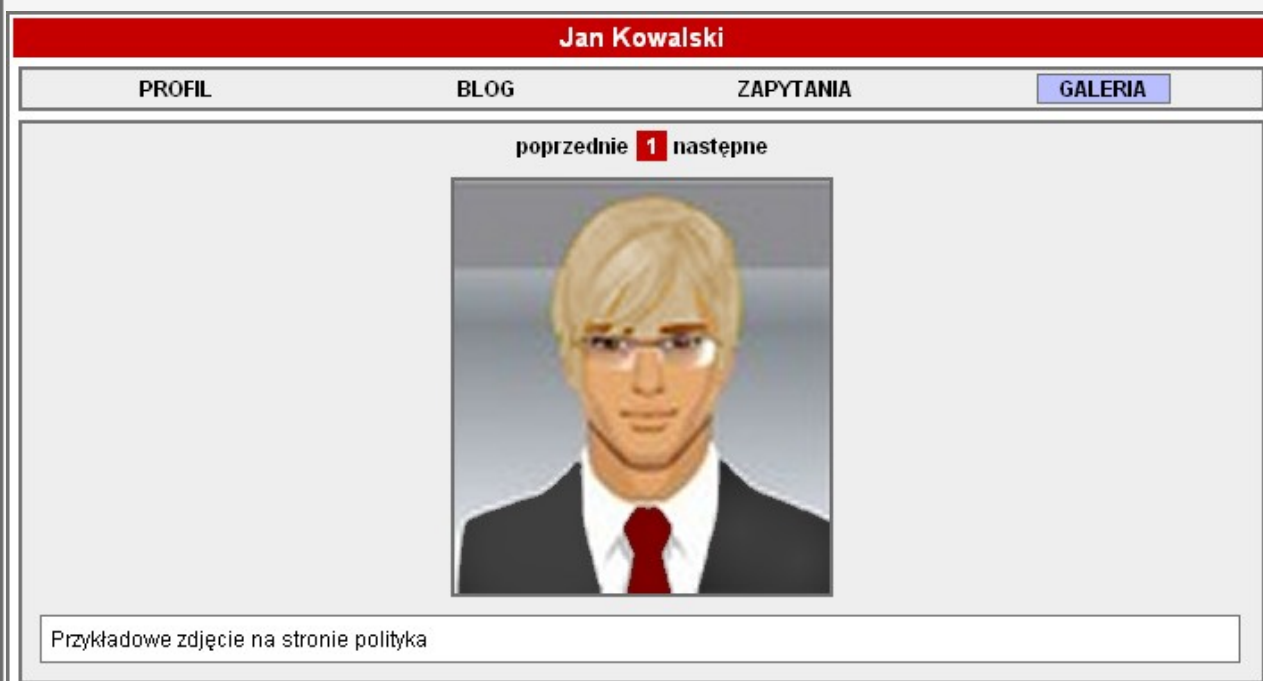 Jan Kowalski
PROFIL BLOG ZAPYTANIA GALERIA
poprzednie 1 następne
Przykładowe zdjęcie na stronie polityka